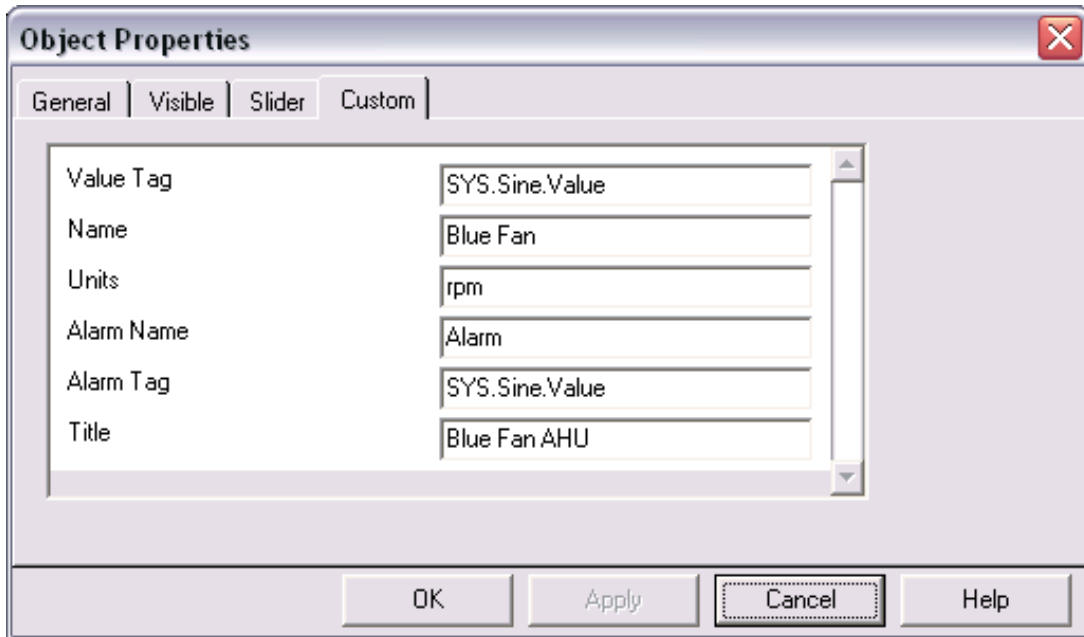 Object Properties
General Visible Slider Custom
Value Tag SYS.Sine.Value
Name Blue Fan
Units rpm
Alarm Name Alarm
Alarm Tag SYS.Sine.Value
Title Blue Fan AHU
OK Apply Cancel Help